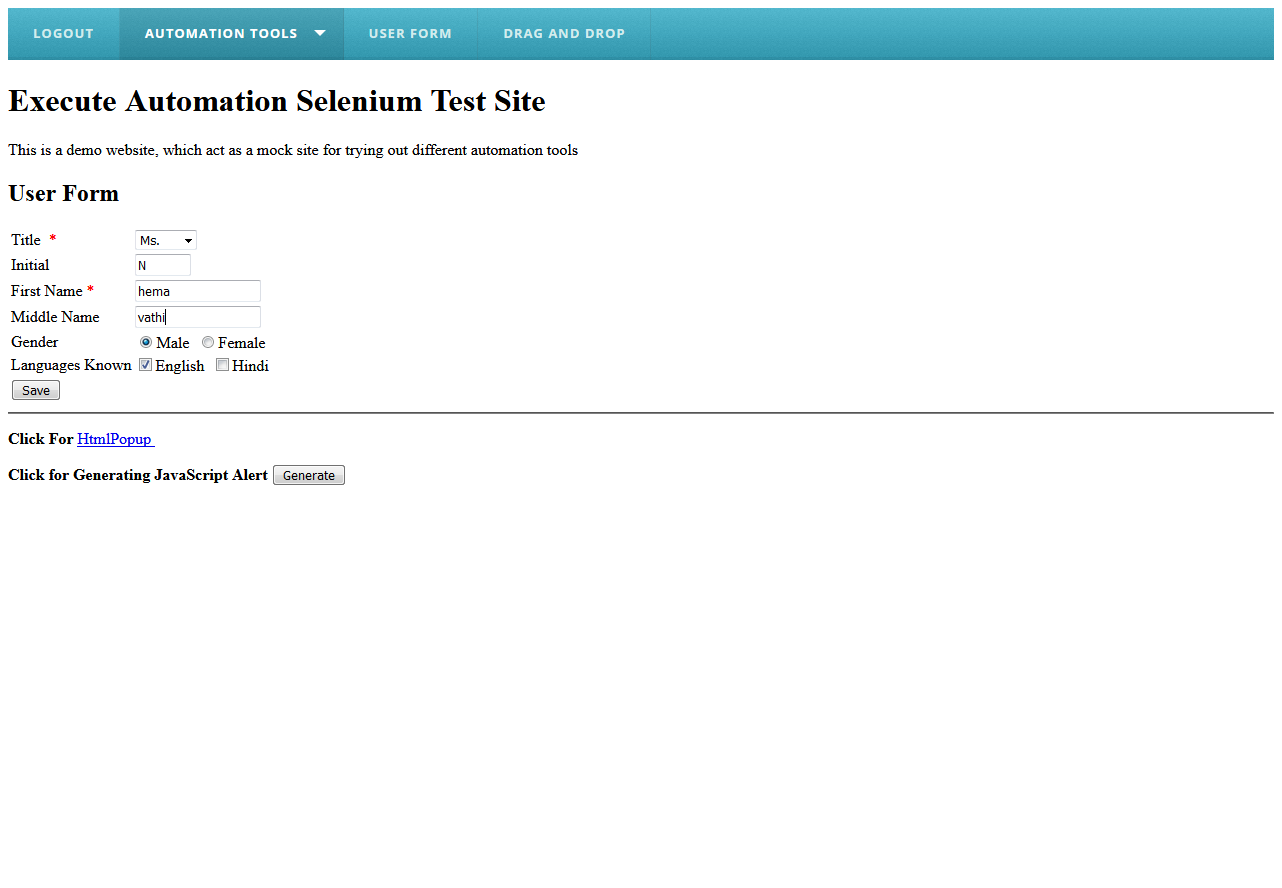 LOGOUT AUTOMATION TOOLS USER FORM DRAG AND DROP
Execute Automation Selenium Test Site
This is a demo website, which act as a mock site for trying out different automation tools
User Form
Title * Ms.
Initial N
First Name * hema
Middle Name vathi
Gender Male Female
Languages Known English Hindi
Save
Click For HtmlPopup
Click for Generating JavaScript Alert Generate